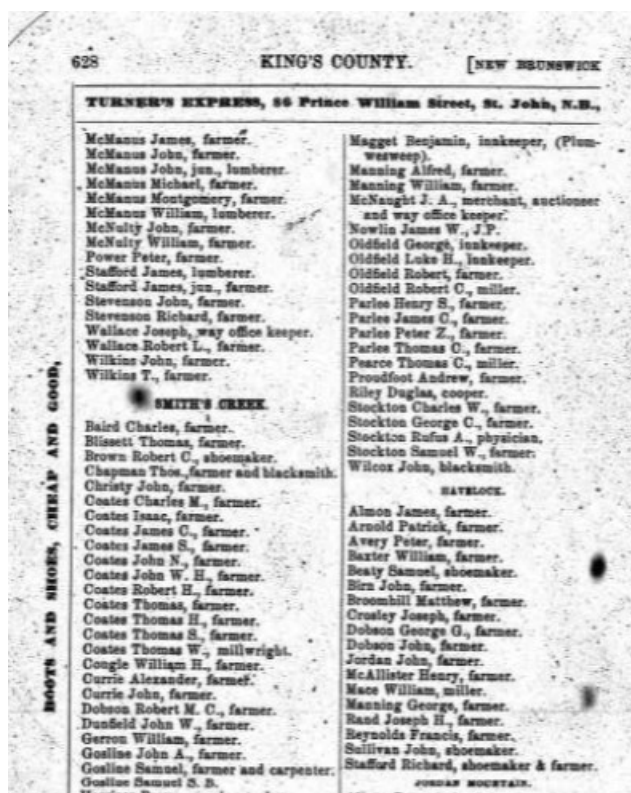 628 KING'S COUNTY. [NEW BRUNSWICK
TURNER'S EXPRESS, 86 Prince William Street, St. John, N.B.,
BOOTS AND SHOES, CHEAP AND GOOD,
McManus James, farmer.
McManus John, farmer.
McManus John, jun., lumberer.
McManus Michael, farmer.
McManus Montgomery, farmer.
McManus William, lumberer.
McNulty John, farmer.
McNulty William, farmer.
Power Peter, farmer.
Stafford James, lumberer.
Stafford James, jun., farmer.
Stevenson John, farmer.
Stevenson Richard, farmer.
Wallace Joseph, way office keeper.
Wallace Robert L., farmer.
Wilkins John, farmer.
Wilkins T., farmer.
SMITH'S CREEK.
Baird Charles, farmer.
Blissett Thomas, farmer.
Brown Robert C., shoemaker.
Chapman Thos., farmer and blacksmith.
Christy John, farmer.
Coates Charles M., farmer.
Coates Isaac, farmer.
Coates James C., farmer.
Coates James S., farmer.
Coates John N., farmer.
Coates John W. H., farmer.
Coates Robert H., farmer.
Coates Thomas, farmer.
Coates Thomas H., farmer.
Coates Thomas S., farmer.
Coates Thomas W., millwright.
Congle William H., farmer.
Currie Alexander, farmer.
Currie John, farmer.
Dobson Robert M. C., farmer.
Dunfield John W., farmer.
Gerron William, farmer.
Gosline John A., farmer.
Gosline Samuel, farmer and carpenter.
Gosline Samuel S. B.
Magget Benjamin, innkeeper, (Plum-
wesweep).
Manning Alfred, farmer.
Manning William, farmer.
McNaught J. A., merchant, auctioneer
and way office keeper.
Nowlin James W., J.P.
Oldfield George, innkeeper.
Oldfield Luke H., innkeeper.
Oldfield Robert, farmer.
Oldfield Robert C., miller.
Parlee Henry S., farmer.
Parlee James C., farmer.
Parlee Peter Z., farmer.
Parlee Thomas C., farmer.
Pearce Thomas C., miller.
Proudfoot Andrew, farmer.
Riley Duglas, cooper.
Stockton Charles W., farmer.
Stockton George C., farmer.
Stockton Rufus A., physician.
Stockton Samuel W., farmer.
Wilcox John, blacksmith.
HAVELOCK.
Almon James, farmer.
Arnold Patrick, farmer.
Avery Peter, farmer.
Baxter William, farmer.
Beaty Samuel, shoemaker.
Birn John, farmer.
Broomhill Matthew, farmer.
Crosley Joseph, farmer.
Dobson George G., farmer.
Dobson John, farmer.
Jordan John, farmer.
McAllister Henry, farmer.
Mace William, miller.
Manning George, farmer.
Rand Joseph H., farmer.
Reynolds Francis, farmer.
Sullivan John, shoemaker.
Stafford Richard, shoemaker & farmer.
JORDAN MOUNTAIN.